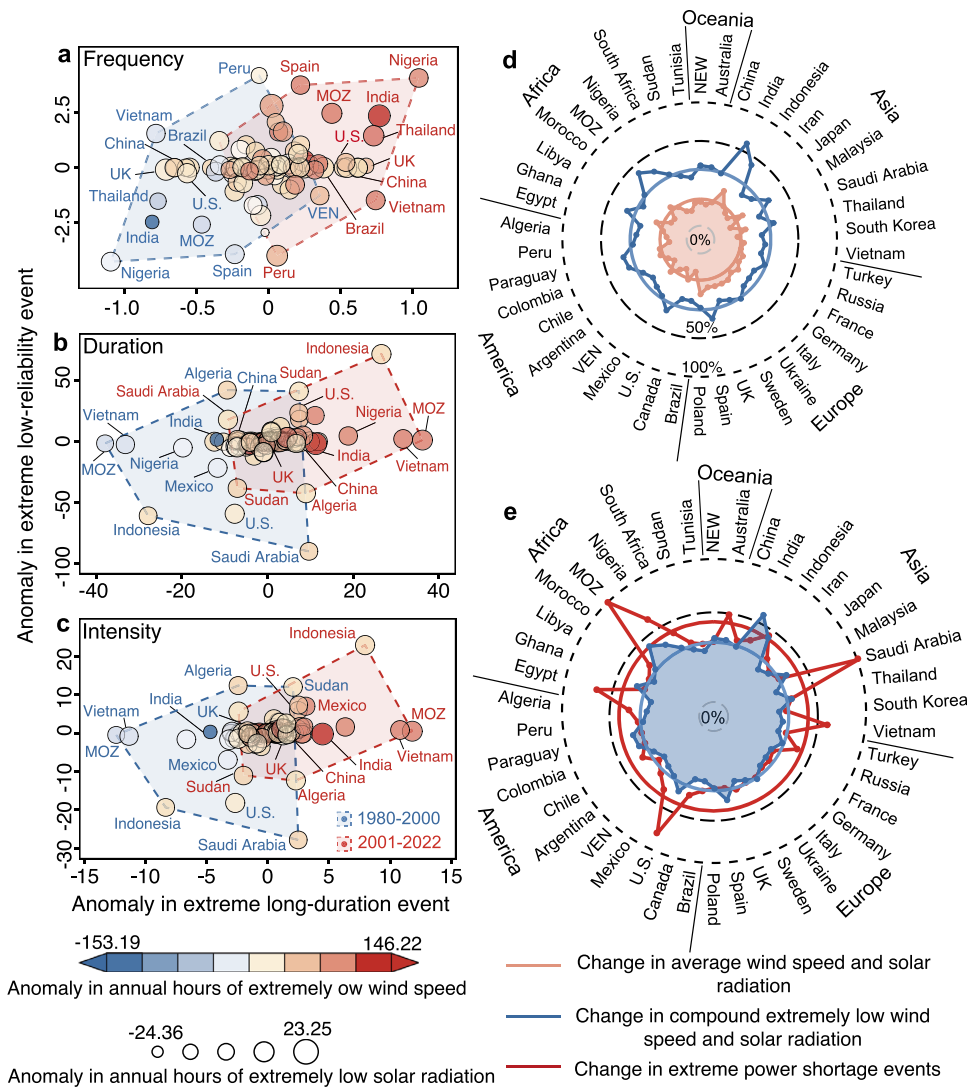 a
Frequency
Peru
Spain
Nigeria
MOZ
India
Vietnam
Brazil
China
U.S.
Thailand
UK
UK
China
Thailand
U.S.
VEN
Vietnam
India
MOZ
Brazil
Nigeria
Spain
Peru
2.5
0
-2.5
-1.0
-0.5
0
0.5
1.0
b
Duration
Indonesia
Algeria
China
Sudan
Saudi Arabia
U.S.
Vietnam
India
Nigeria
MOZ
MOZ
Nigeria
India
Vietnam
Mexico
UK
China
Sudan
Algeria
Indonesia
U.S.
Saudi Arabia
50
0
-50
-100
-40
-20
0
20
40
c
Intensity
Indonesia
Algeria
U.S.
Sudan
India
Mexico
Vietnam
UK
MOZ
MOZ
Mexico
UK
India
Vietnam
China
Sudan
Algeria
Indonesia
U.S.
Saudi Arabia
1980-2000
2001-2022
20
10
0
-10
-20
-30
-15
-10
-5
0
5
10
15
Anomaly in extreme low-reliability event
Anomaly in extreme long-duration event
-153.19
146.22
Anomaly in annual hours of extremely ow wind speed
-24.36
23.25
Anomaly in annual hours of extremely low solar radiation
d
Oceania
NEW
Australia
Asia
China
India
Indonesia
Iran
Japan
Malaysia
Saudi Arabia
Thailand
South Korea
Vietnam
Turkey
Russia
France
Germany
Italy
Ukraine
Sweden
UK
Spain
Poland
Europe
Brazil
Canada
U.S.
Mexico
VEN
Argentina
Chile
Colombia
Paraguay
Peru
Algeria
America
Egypt
Ghana
Libya
Morocco
MOZ
Nigeria
South Africa
Sudan
Tunisia
Africa
0%
50%
100%
e
Oceania
NEW
Australia
Asia
China
India
Indonesia
Iran
Japan
Malaysia
Saudi Arabia
Thailand
South Korea
Vietnam
Turkey
Russia
France
Germany
Italy
Ukraine
Sweden
UK
Spain
Poland
Europe
Brazil
Canada
U.S.
Mexico
VEN
Argentina
Chile
Colombia
Paraguay
Peru
Algeria
America
Egypt
Ghana
Libya
Morocco
MOZ
Nigeria
South Africa
Sudan
Tunisia
Africa
0%
Change in average wind speed and solar
radiation
Change in compound extremely low wind
speed and solar radiation
Change in extreme power shortage events